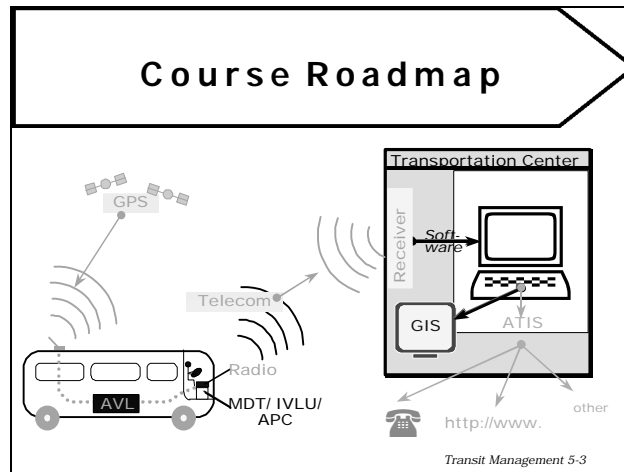 Course Roadmap
Transportation Center
GPS
Receiver
Soft-
ware
Telecom
GIS
ATIS
Radio
AVL
MDT/ IVLU/
APC
http://www.
other
Transit Management 5-3